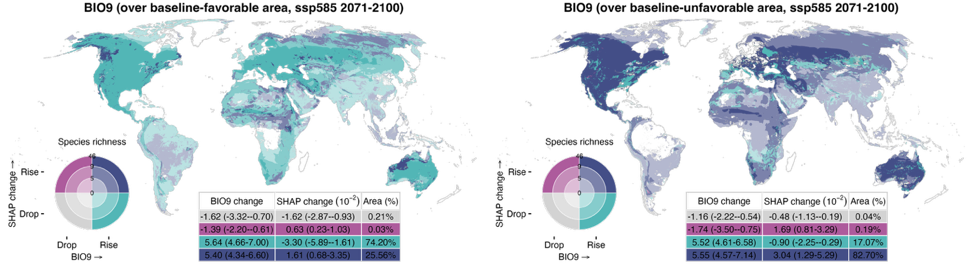 BIO9 (over baseline-favorable area, ssp585 2071-2100)
Species richness
0
SHAP change →
Rise
Drop
Drop
Rise
BIO9 →
BIO9 change SHAP change (10⁻²) Area (%)
-1.62 (-3.32--0.70) -1.62 (-2.87--0.93) 0.21%
-1.39 (-2.20--0.61) 0.63 (0.23-1.03) 0.03%
5.64 (4.66-7.00) -3.30 (-5.89--1.61) 74.20%
5.40 (4.34-6.60) 1.61 (0.68-3.35) 25.56%
BIO9 (over baseline-unfavorable area, ssp585 2071-2100)
Species richness
0
SHAP change →
Rise
Drop
Drop
Rise
BIO9 →
BIO9 change SHAP change (10⁻²) Area (%)
-1.16 (-2.22--0.54) -0.48 (-1.13--0.19) 0.04%
-1.74 (-3.50--0.75) 1.69 (0.81-3.29) 0.19%
5.52 (4.61-6.58) -0.90 (-2.25--0.29) 17.07%
5.55 (4.57-7.14) 3.04 (1.29-5.29) 82.70%